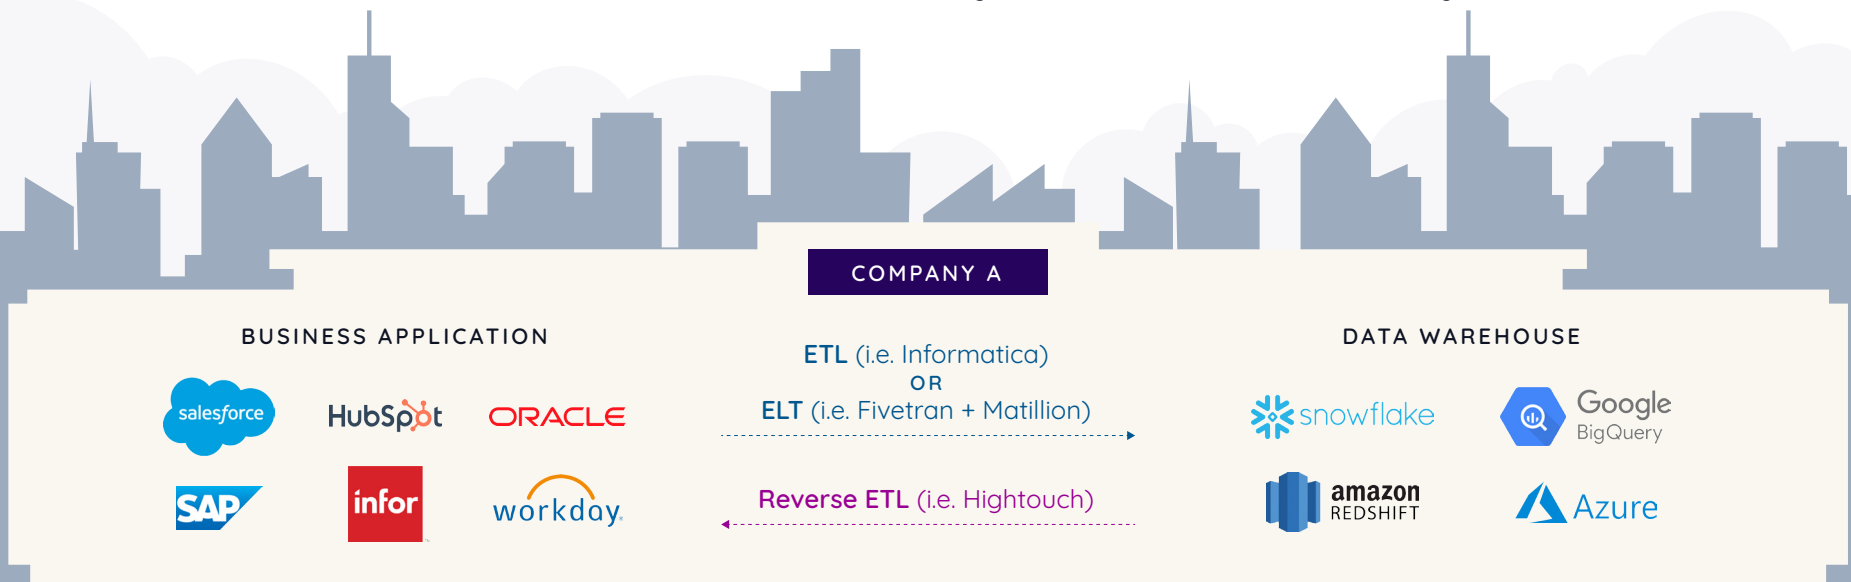 COMPANY A
BUSINESS APPLICATION
salesforce
HubSpot
ORACLE
SAP
infor
workday
ETL (i.e. Informatica)
OR
ELT (i.e. Fivetran + Matillion)
Reverse ETL (i.e. Hightouch)
DATA WAREHOUSE
snowflake
Google
BigQuery
amazon
REDSHIFT
Azure